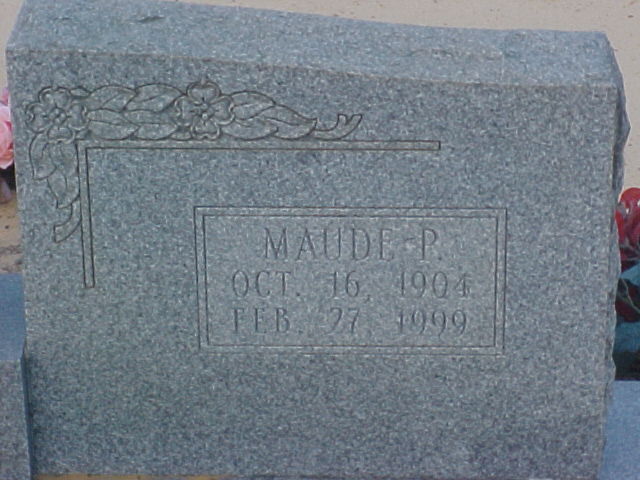 MAUDE P.
OCT. 16, 1904
FEB. 27, 1999